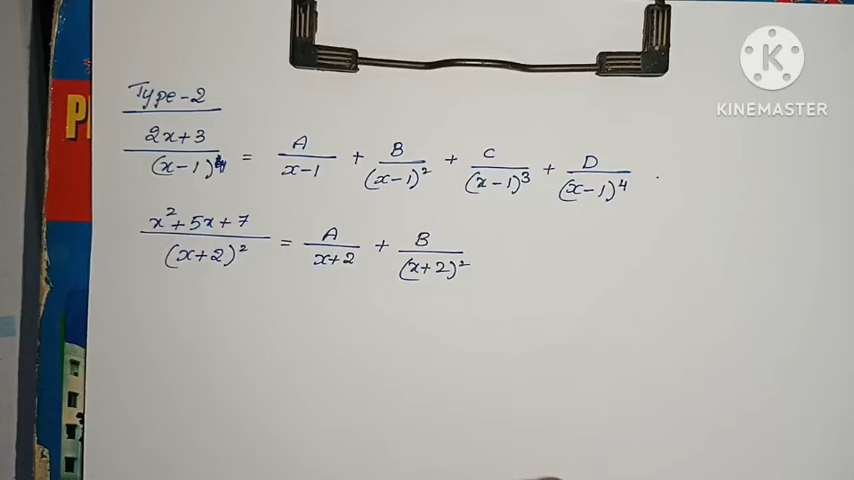 K
KINEMASTER
P
Type-2
2x+3/(x-1)⁴ = A/x-1 + B/(x-1)² + C/(x-1)³ + D/(x-1)⁴ .
x²+5x+7/(x+2)² = A/x+2 + B/(x+2)²